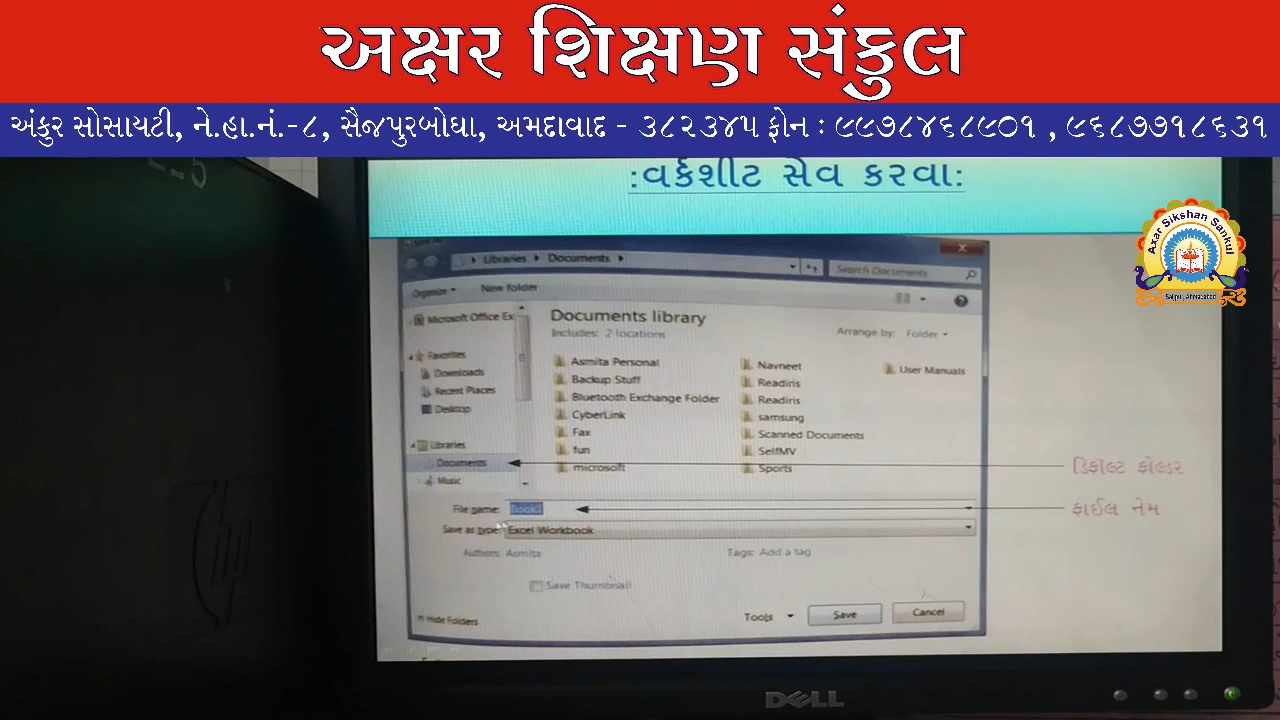 અક્ષર શિક્ષણ સંકુલ
અંકુર સોસાયટી, ને.હા.નં.-૮, સૈજપુરબોઘા, અમદાવાદ - ૩૮૨૩૪૫ ફોન : ૯૯૭૮૪૬૮૯૦૧ , ૯૬૮૭૭૧૮૬૩૧
:વર્કશીટ સેવ કરવા:
Axar Sikshan Sankul
Saijpur, Ahmedabad
Libraries Documents
Search Documents
Organize New folder
Microsoft Office Ex
Documents library
Includes: 2 locations
Arrange by: Folder
Favorites
Downloads
Recent Places
Desktop
Libraries
Documents
Music
Asmita Personal
Backup Stuff
Bluetooth Exchange Folder
CyberLink
Fax
fun
microsoft
Navneet
Readiris
Readiris
samsung
Scanned Documents
SelfMV
Sports
User Manuals
ડિફોલ્ટ ફોલ્ડર
File name: Book1
ફાઈલ નેમ
Save as type: Excel Workbook
Authors: Asmita
Tags: Add a tag
Save Thumbnail
Hide Folders
Tools Save Cancel
hp
DELL